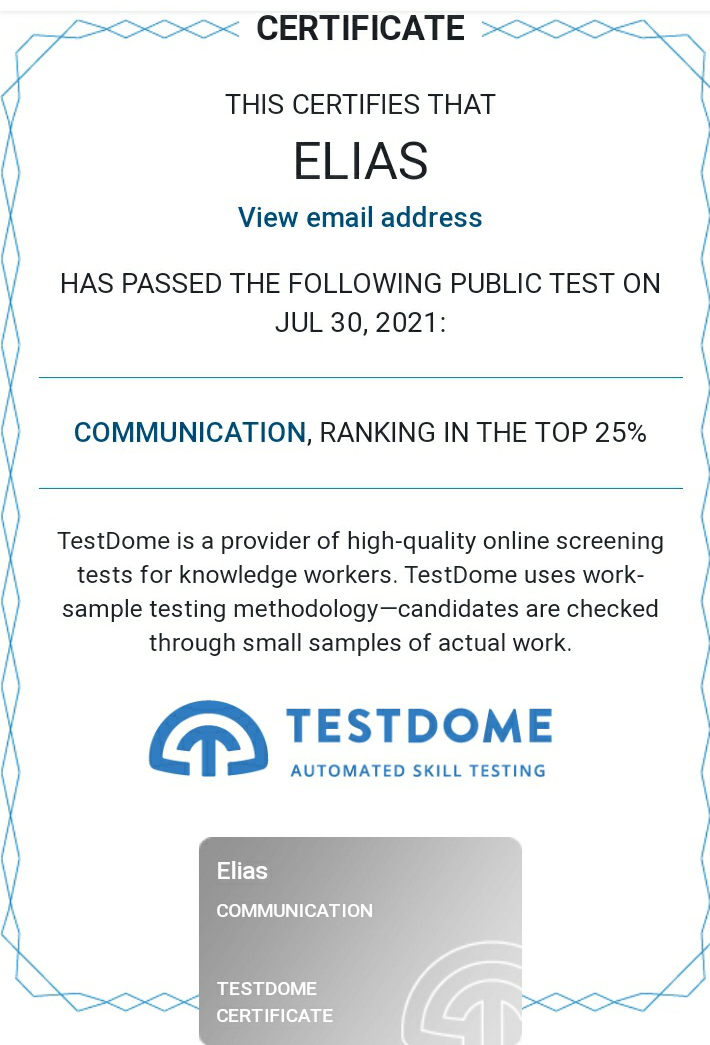 CERTIFICATE
THIS CERTIFIES THAT
ELIAS
View email address
HAS PASSED THE FOLLOWING PUBLIC TEST ON
JUL 30, 2021:
COMMUNICATION, RANKING IN THE TOP 25%
TestDome is a provider of high-quality online screening
tests for knowledge workers. TestDome uses work-
sample testing methodology—candidates are checked
through small samples of actual work.
TESTDOME
AUTOMATED SKILL TESTING
Elias
COMMUNICATION
TESTDOME
CERTIFICATE